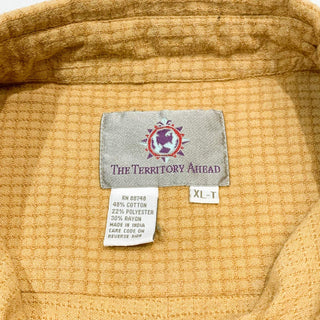 THE TERRITORY AHEAD
XL-T
RN 88748
48% COTTON
22% POLYESTER
30% RAYON
MADE IN INDIA
CARE CODE ON
REVERSE SIDE